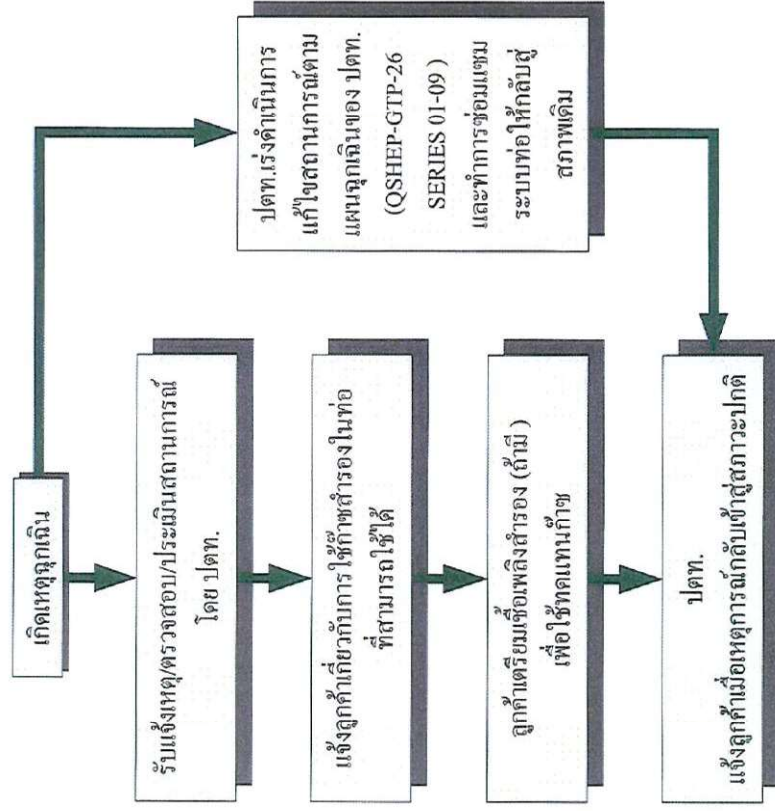 เกิดเหตุฉุกเฉิน
รับแจ้งเหตุ/ตรวจสอบ/ประเมินสถานการณ์
โดย ปตท.
แจ้งลูกค้าเกี่ยวกับการใช้ก๊าซสำรองในท่อ
ที่สามารถใช้ได้
ลูกค้าเตรียมเชื้อเพลิงสำรอง (ถ้ามี )
เพื่อใช้ทดแทนก๊าซ
ปตท.เร่งดำเนินการ
แก้ไขสถานการณ์ตาม
แผนฉุกเฉินของ ปตท.
(QSHEP-GTP-26
SERIES 01-09 )
และทำการซ่อมแซม
ระบบท่อให้กลับสู่
สภาพเดิม
ปตท.
แจ้งลูกค้าเมื่อเหตุการณ์กลับเข้าสู่สภาวะปกติ